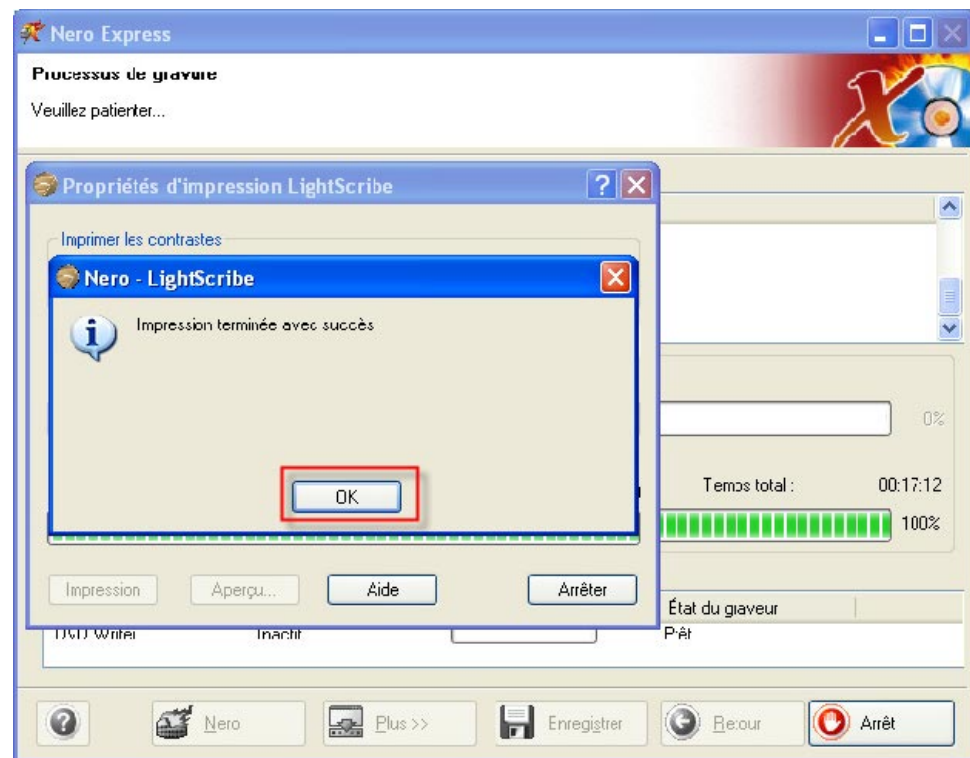 Nero Express
Processus de gravure
Veuillez patienter...
Propriétés d'impression LightScribe
Imprimer les contrastes
Nero - LightScribe
Impression terminée avec succès
OK
0%
Temps total : 00:17:12
100%
Impression Aperçu... Aide Arrêter
État du graveur
DVD Writer Inactif Prêt
Nero Plus >> Enregistrer Retour Arrêt